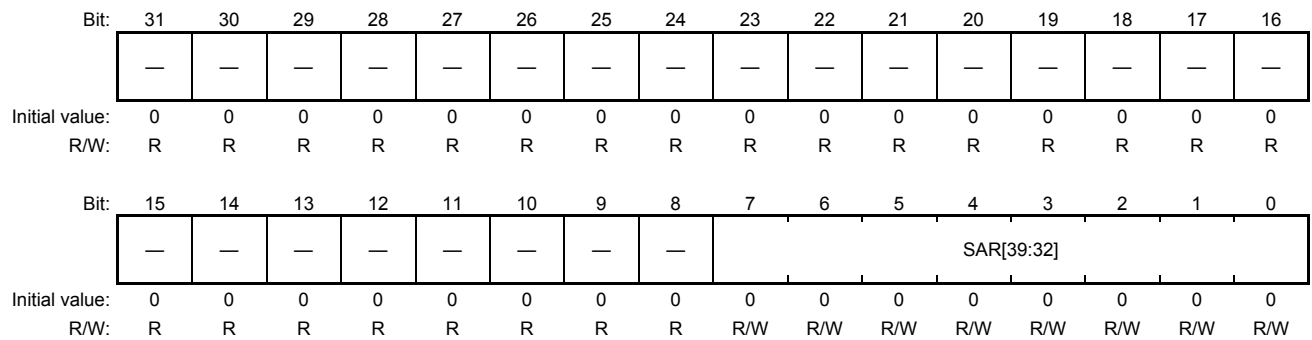 Bit: 31 30 29 28 27 26 25 24 23 22 21 20 19 18 17 16
— — — — — — — — — — — — — — — —
Initial value: 0 0 0 0 0 0 0 0 0 0 0 0 0 0 0 0
R/W: R R R R R R R R R R R R R R R R
Bit: 15 14 13 12 11 10 9 8 7 6 5 4 3 2 1 0
— — — — — — — — SAR[39:32]
Initial value: 0 0 0 0 0 0 0 0 0 0 0 0 0 0 0 0
R/W: R R R R R R R R R/W R/W R/W R/W R/W R/W R/W R/W